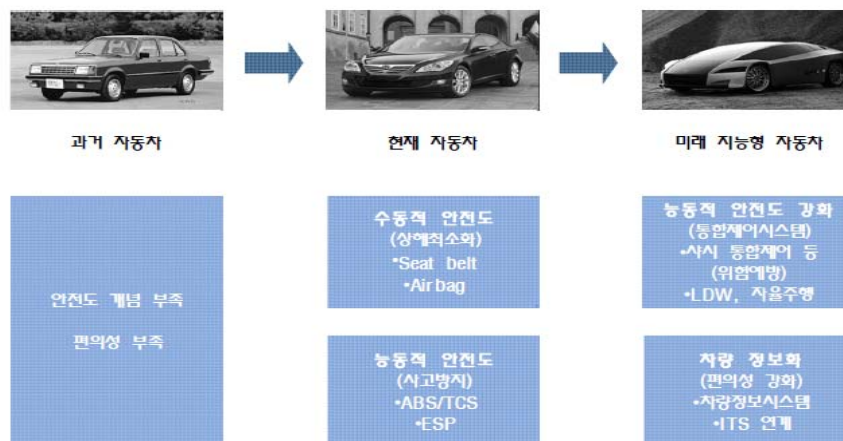 과거 자동차
현재 자동차
미래 지능형 자동차
안전도 개념 부족
편의성 부족
수동적 안전도
(상해최소화)
•Seat belt
•Airbag
능동적 안전도
(사고방지)
•ABS/TCS
•ESP
능동적 안전도 강화
(통합제어시스템)
•샤시 통합제어 등
(위험예방)
•LDW, 자율주행
차량 정보화
(편의성 강화)
•차량정보시스템
•ITS 연계